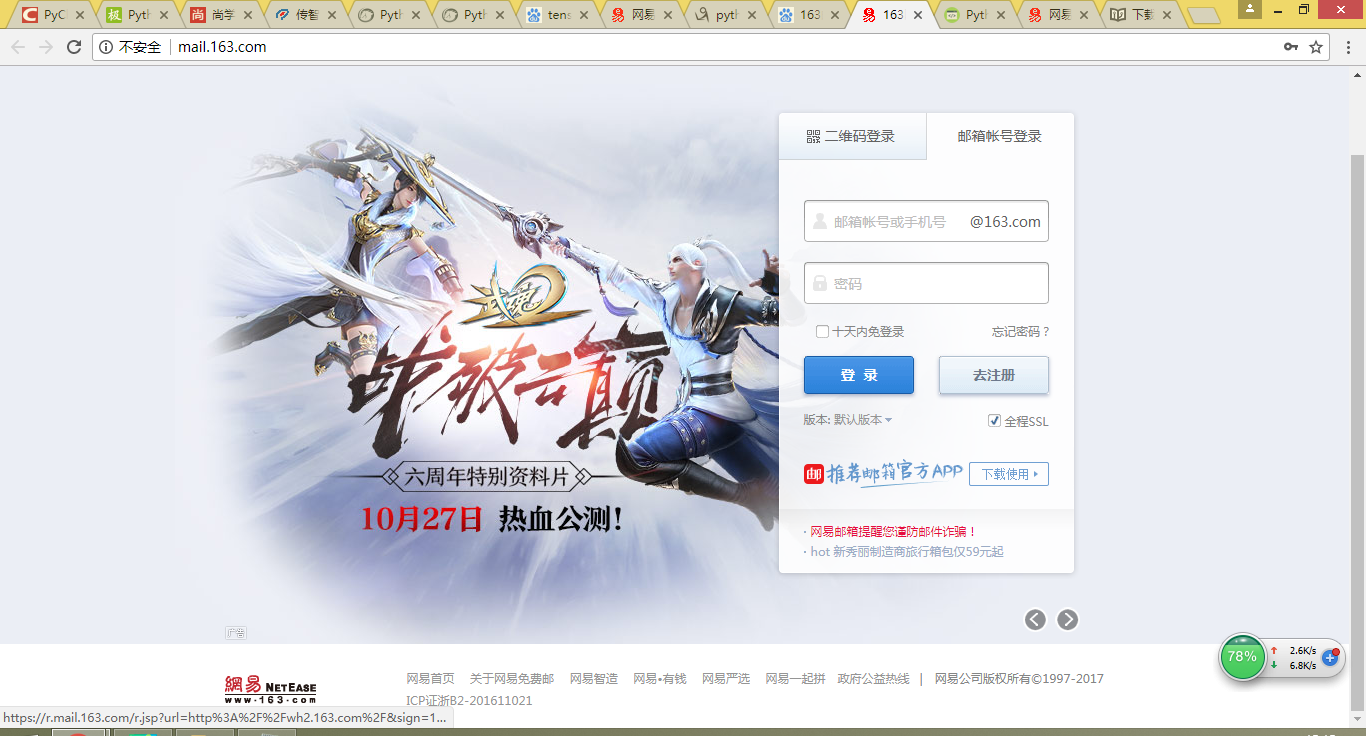 PyC
Pyth
尚学
传智
Pyth
Pyth
tens
网易
pyth
163
163
Pyth
网易
下载
不安全
mail.163.com
二维码登录
邮箱帐号登录
邮箱帐号或手机号
@163.com
密码
十天内免登录
忘记密码?
登 录
去注册
版本: 默认版本
全程SSL
邮 推荐邮箱官方APP
下载使用
· 网易邮箱提醒您谨防邮件诈骗！
· hot 新秀丽制造商旅行箱包仅59元起
武魂2
战破云巅
六周年特别资料片
10月27日 热血公测!
广告
78%
2.6K/s
6.8K/s
網易 NETEASE
www.163.com
网易首页 关于网易免费邮 网易智造 网易•有钱 网易严选 网易一起拼 政府公益热线 | 网易公司版权所有©1997-2017
ICP证浙B2-201611021
https://r.mail.163.com/r.jsp?url=http%3A%2F%2Fwh2.163.com%2F&sign=1...